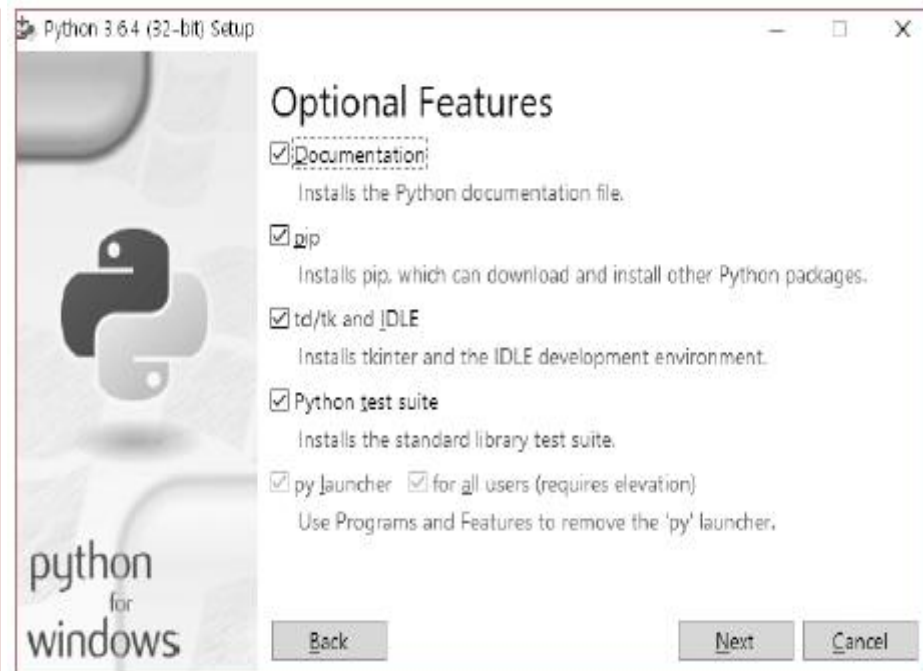 Python 3.6.4 (32-bit) Setup
Optional Features
Documentation
Installs the Python documentation file.
pip
Installs pip, which can download and install other Python packages.
td/tk and IDLE
Installs tkinter and the IDLE development environment.
Python test suite
Installs the standard library test suite.
py launcher for all users (requires elevation)
Use Programs and Features to remove the 'py' launcher.
python
for
windows
Back Next Cancel